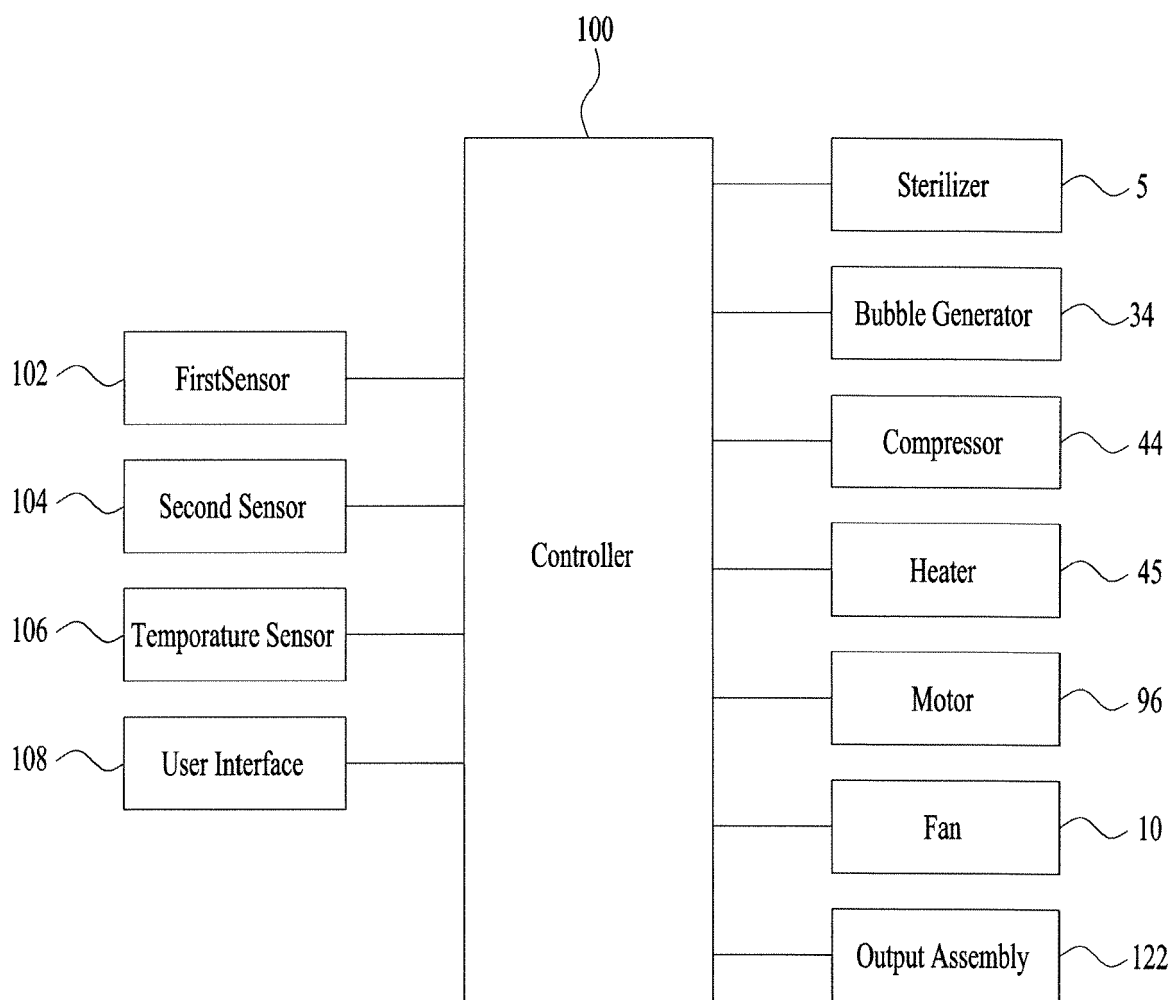 100
Sterilizer
5
Bubble Generator
34
102
FirstSensor
Compressor
44
104
Second Sensor
Controller
Heater
45
106
Temporature Sensor
Motor
96
108
User Interface
Fan
10
Output Assembly
122